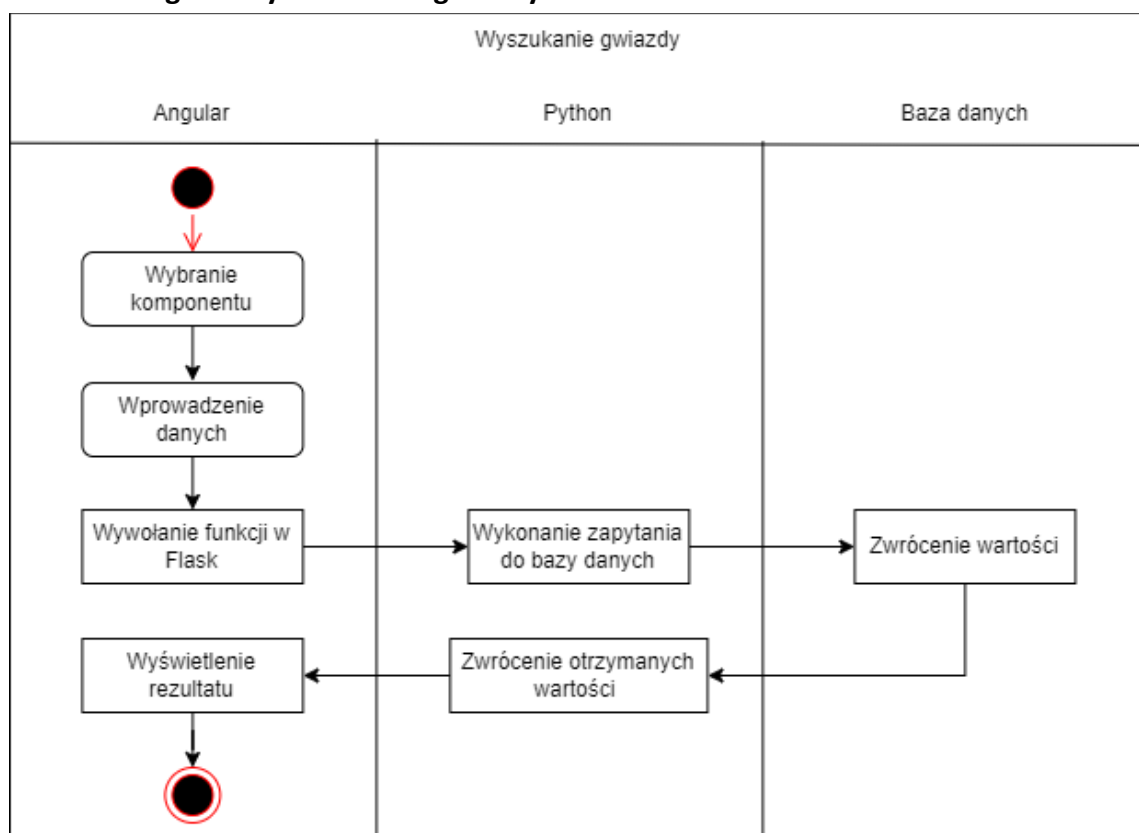 Wyszukanie gwiazdy
Angular
Python
Baza danych
Wybranie
komponentu
Wprowadzenie
danych
Wywołanie funkcji w
Flask
Wykonanie zapytania
do bazy danych
Zwrócenie wartości
Wyświetlenie
rezultatu
Zwrócenie otrzymanych
wartości